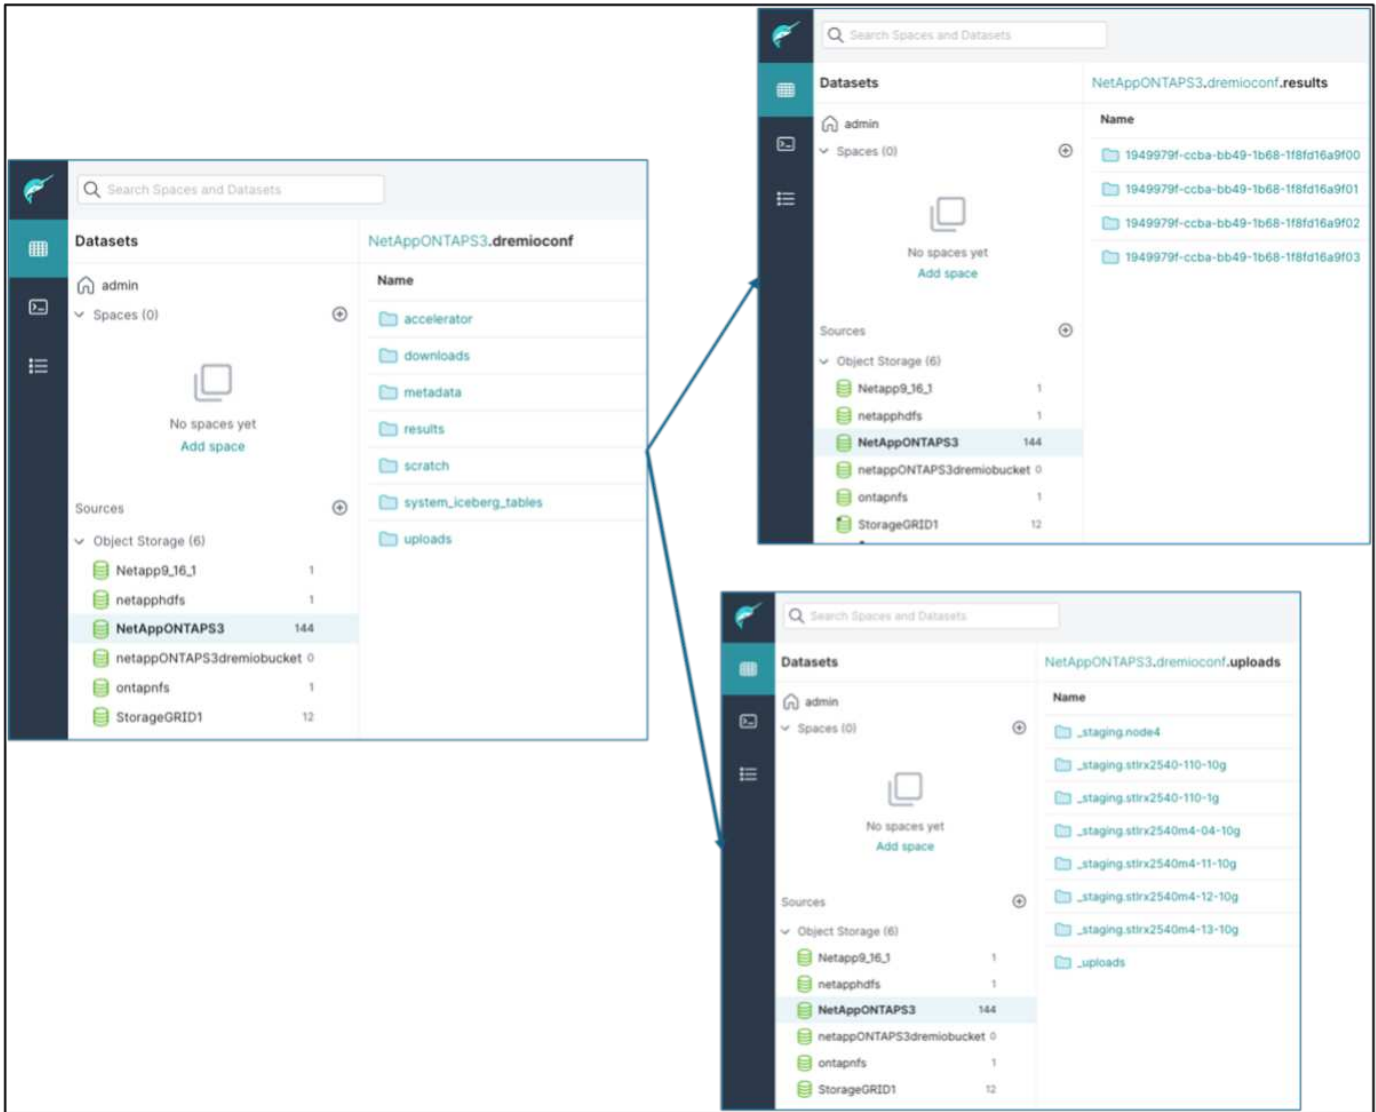 Search Spaces and Datasets
Datasets
NetAppONTAPS3.dremioconf
admin
Name
Spaces (0)
accelerator
downloads
metadata
No spaces yet
results
Add space
scratch
system_iceberg_tables
Sources
uploads
Object Storage (6)
Netapp9_16_1 1
netapphdfs 1
NetAppONTAPS3 144
netappONTAPS3dremiobucket 0
ontapnfs 1
StorageGRID1 12
Search Spaces and Datasets
Datasets
NetAppONTAPS3.dremioconf.results
admin
Name
Spaces (0)
1949979f-ccba-bb49-1b68-1f8fd16a9f00
1949979f-ccba-bb49-1b68-1f8fd16a9f01
1949979f-ccba-bb49-1b68-1f8fd16a9f02
1949979f-ccba-bb49-1b68-1f8fd16a9f03
No spaces yet
Add space
Sources
Object Storage (6)
Netapp9_16_1 1
netapphdfs 1
NetAppONTAPS3 144
netappONTAPS3dremiobucket 0
ontapnfs 1
StorageGRID1 12
Search Spaces and Datasets
Datasets
NetAppONTAPS3.dremioconf.uploads
admin
Name
Spaces (0)
_staging.node4
_staging.stlrx2540-110-10g
_staging.stlrx2540-110-1g
_staging.stlrx2540m4-04-10g
_staging.stlrx2540m4-11-10g
_staging.stlrx2540m4-12-10g
_staging.stlrx2540m4-13-10g
_uploads
No spaces yet
Add space
Sources
Object Storage (6)
Netapp9_16_1 1
netapphdfs 1
NetAppONTAPS3 144
netappONTAPS3dremiobucket 0
ontapnfs 1
StorageGRID1 12